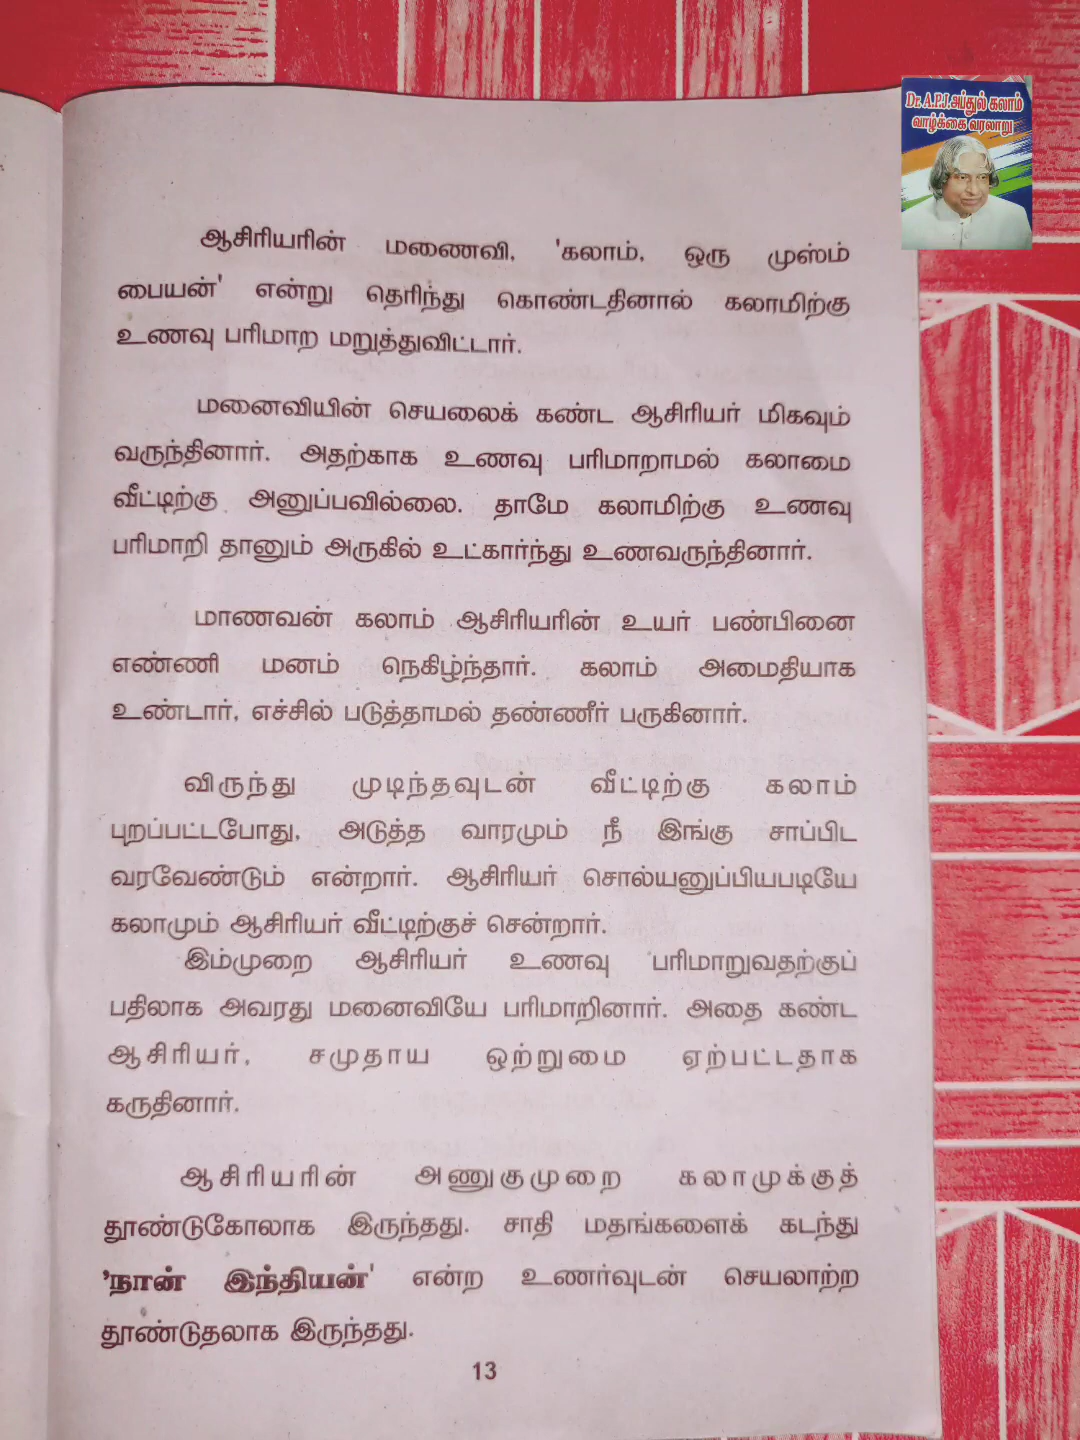 Dr. A.P.J.அப்துல் கலாம்
வாழ்க்கை வரலாறு
ஆசிரியரின் மணைவி, 'கலாம், ஒரு முஸ்ம்
பையன்' என்று தெரிந்து கொண்டதினால் கலாமிற்கு
உணவு பரிமாற மறுத்துவிட்டார்.
மனைவியின் செயலைக் கண்ட ஆசிரியர் மிகவும்
வருந்தினார். அதற்காக உணவு பரிமாறாமல் கலாமை
வீட்டிற்கு அனுப்பவில்லை. தாமே கலாமிற்கு உணவு
பரிமாறி தானும் அருகில் உட்கார்ந்து உணவருந்தினார்.
மாணவன் கலாம் ஆசிரியரின் உயர் பண்பினை
எண்ணி மனம் நெகிழ்ந்தார். கலாம் அமைதியாக
உண்டார், எச்சில் படுத்தாமல் தண்ணீர் பருகினார்.
விருந்து முடிந்தவுடன் வீட்டிற்கு கலாம்
புறப்பட்டபோது, அடுத்த வாரமும் நீ இங்கு சாப்பிட
வரவேண்டும் என்றார். ஆசிரியர் சொல்யனுப்பியபடியே
கலாமும் ஆசிரியர் வீட்டிற்குச் சென்றார்.
இம்முறை ஆசிரியர் உணவு பரிமாறுவதற்குப்
பதிலாக அவரது மனைவியே பரிமாறினார். அதை கண்ட
ஆசிரியர், சமுதாய ஒற்றுமை ஏற்பட்டதாக
கருதினார்.
ஆசிரியரின் அணுகுமுறை கலாமுக்குத்
தூண்டுகோலாக இருந்தது. சாதி மதங்களைக் கடந்து
'நான் இந்தியன்' என்ற உணர்வுடன் செயலாற்ற
தூண்டுதலாக இருந்தது.
13